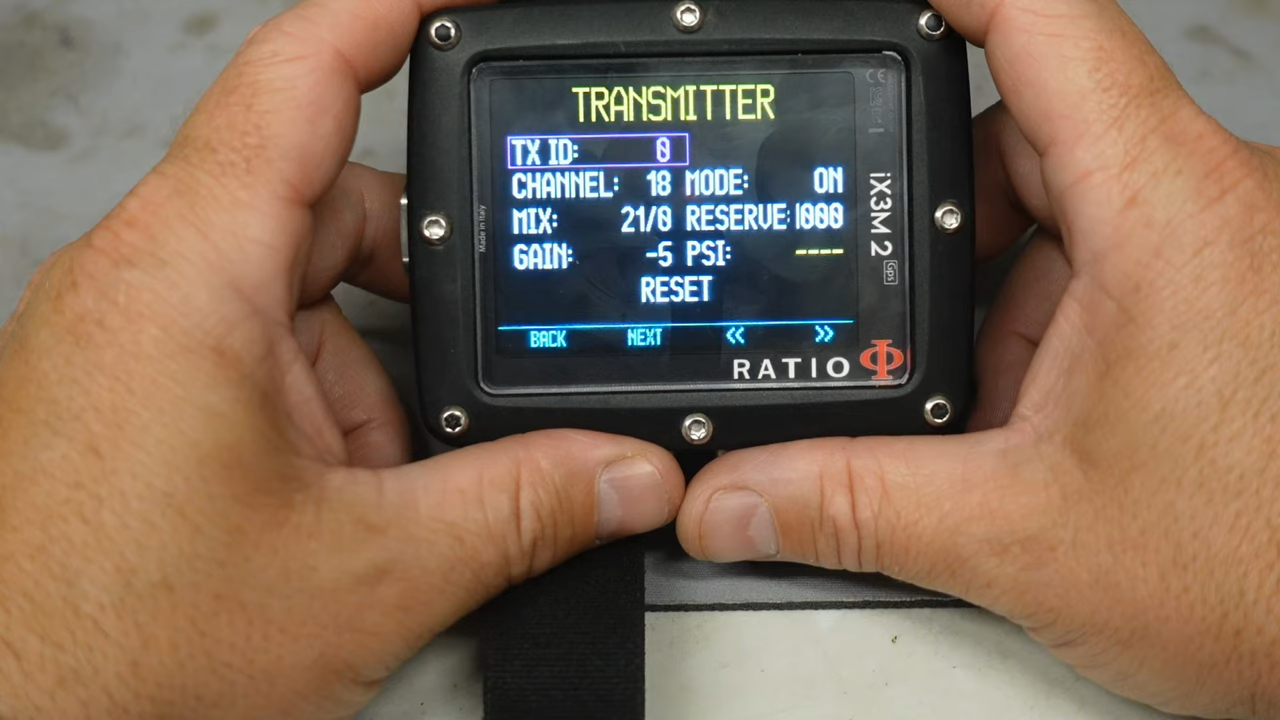 TRANSMITTER
TX ID: 0
CHANNEL: 18 MODE: ON
MIX: 21/0 RESERVE: 1000
GAIN: -5 PSI: ----
RESET
BACK NEXT << >>
RATIO
iX3M 2 Gps
Made in Italy
CE